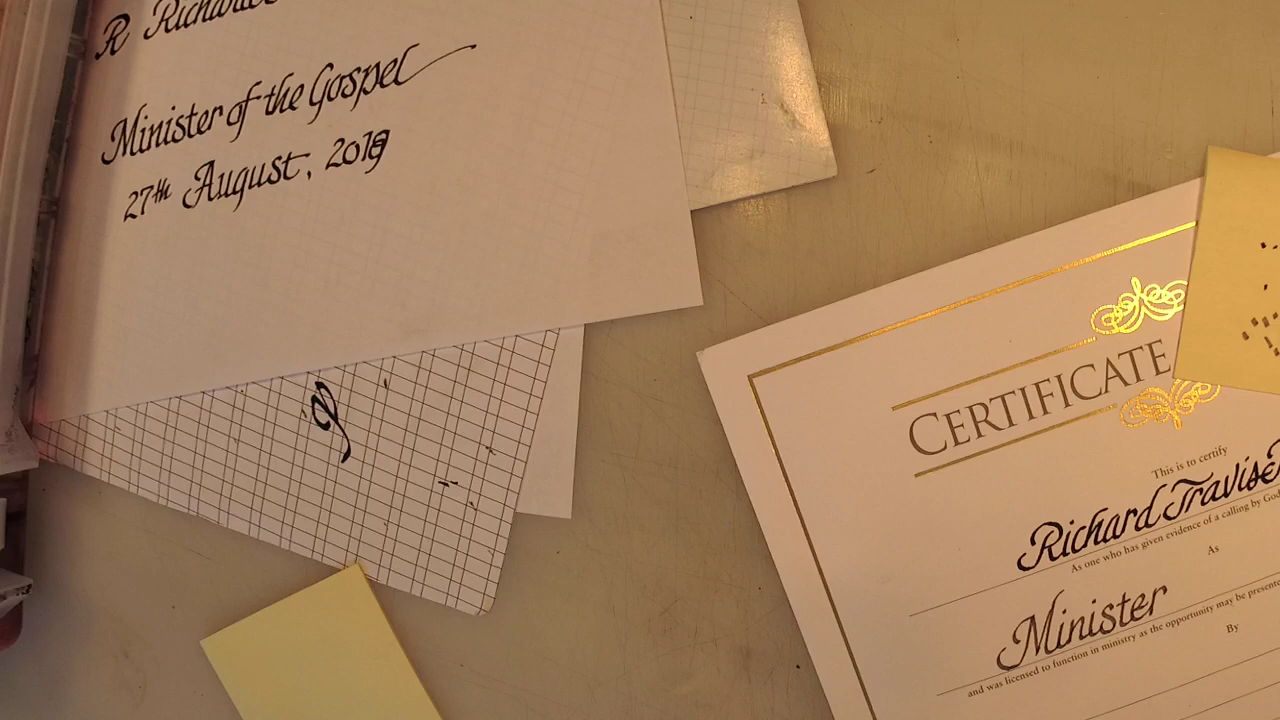 R
Minister of the Gospel
27th August, 2019
R
CERTIFICATE
This is to certify
Richard Travis
As one who has given evidence of a calling by God
As
Minister
and was licensed to function in ministry as the opportunity may be
By